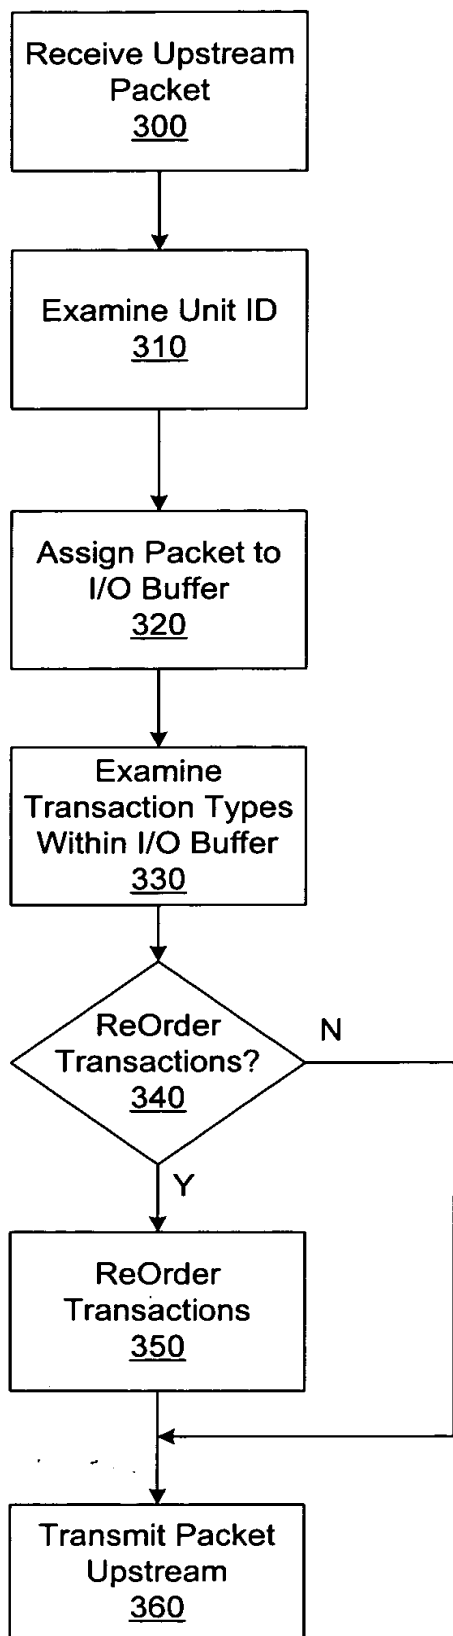 Receive Upstream
Packet
300
Examine Unit ID
310
Assign Packet to
I/O Buffer
320
Examine
Transaction Types
Within I/O Buffer
330
ReOrder
Transactions?
340
N
Y
ReOrder
Transactions
350
Transmit Packet
Upstream
360